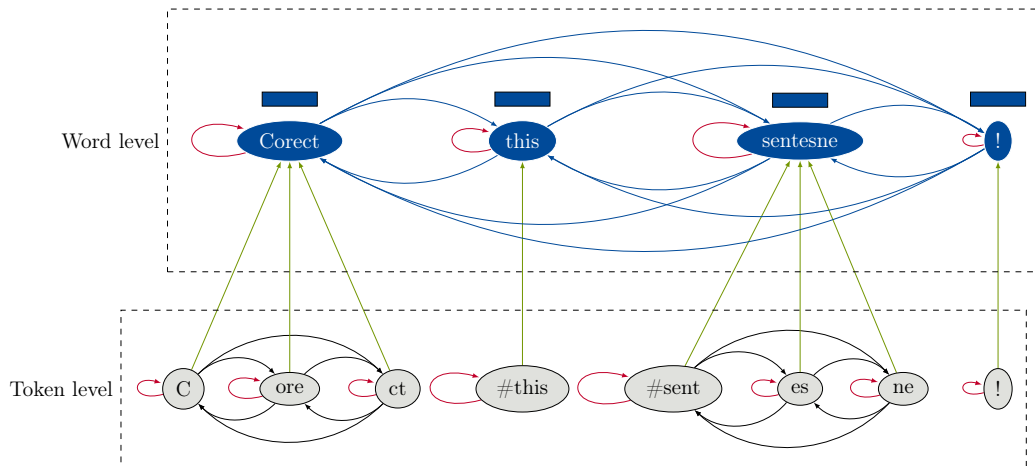 Word level
Corect
this
sentesne
!
Token level
C
ore
ct
#this
#sent
es
ne
!